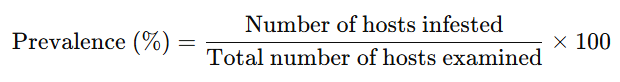 Prevalence (%) = Number of hosts infested / Total number of hosts examined × 100